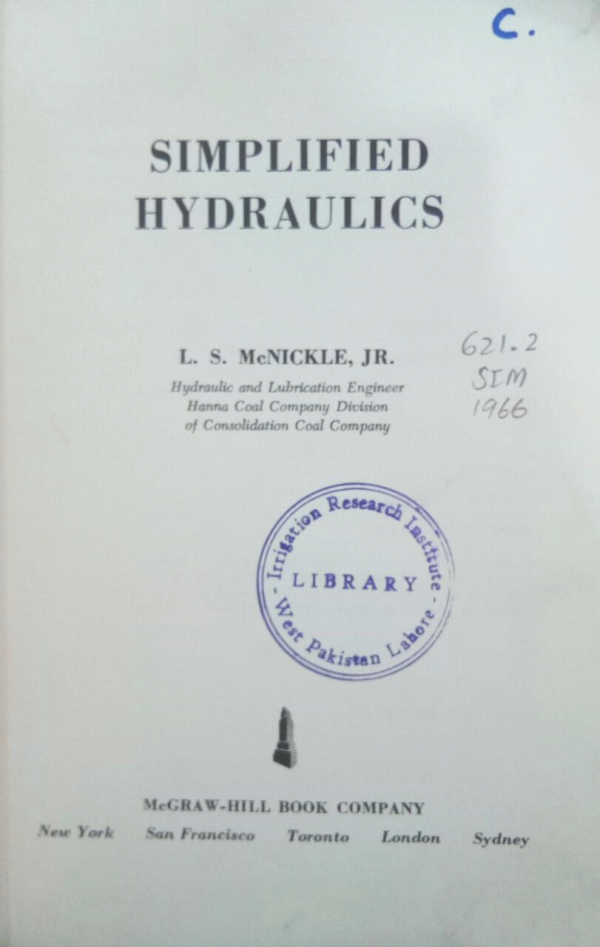 C.
SIMPLIFIED
HYDRAULICS
L. S. McNICKLE, JR.
Hydraulic and Lubrication Engineer
Hanna Coal Company Division
of Consolidation Coal Company
621.2
SIM
1966
- Irrigation Research Institute -
LIBRARY
West Pakistan Lahore
McGRAW-HILL BOOK COMPANY
New York San Francisco Toronto London Sydney